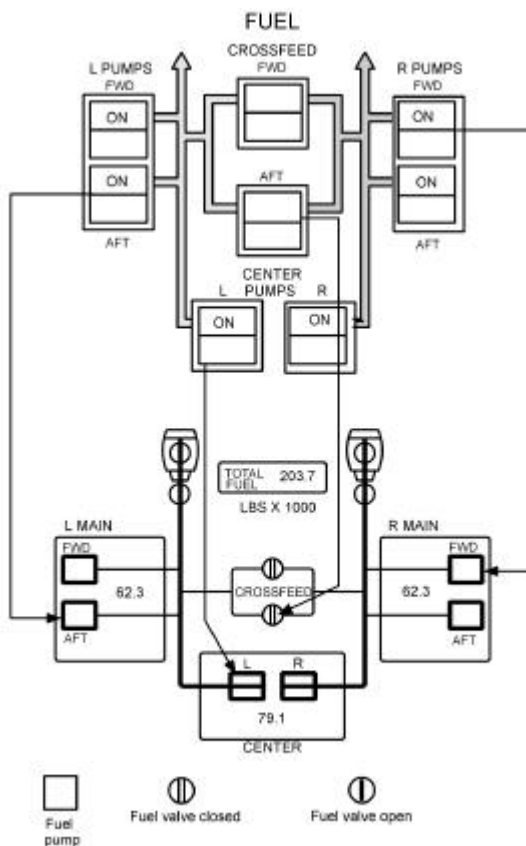 FUEL
CROSSFEED
FWD
L PUMPS
FWD
R PUMPS
FWD
ON
ON
AFT
ON
ON
AFT
AFT
CENTER
L PUMPS R
ON
ON
TOTAL FUEL 203.7
LBS X 1000
L MAIN
FWD
62.3
AFT
CROSSFEED
R MAIN
FWD
62.3
AFT
L R
79.1
CENTER
Fuel pump
Fuel valve closed
Fuel valve open